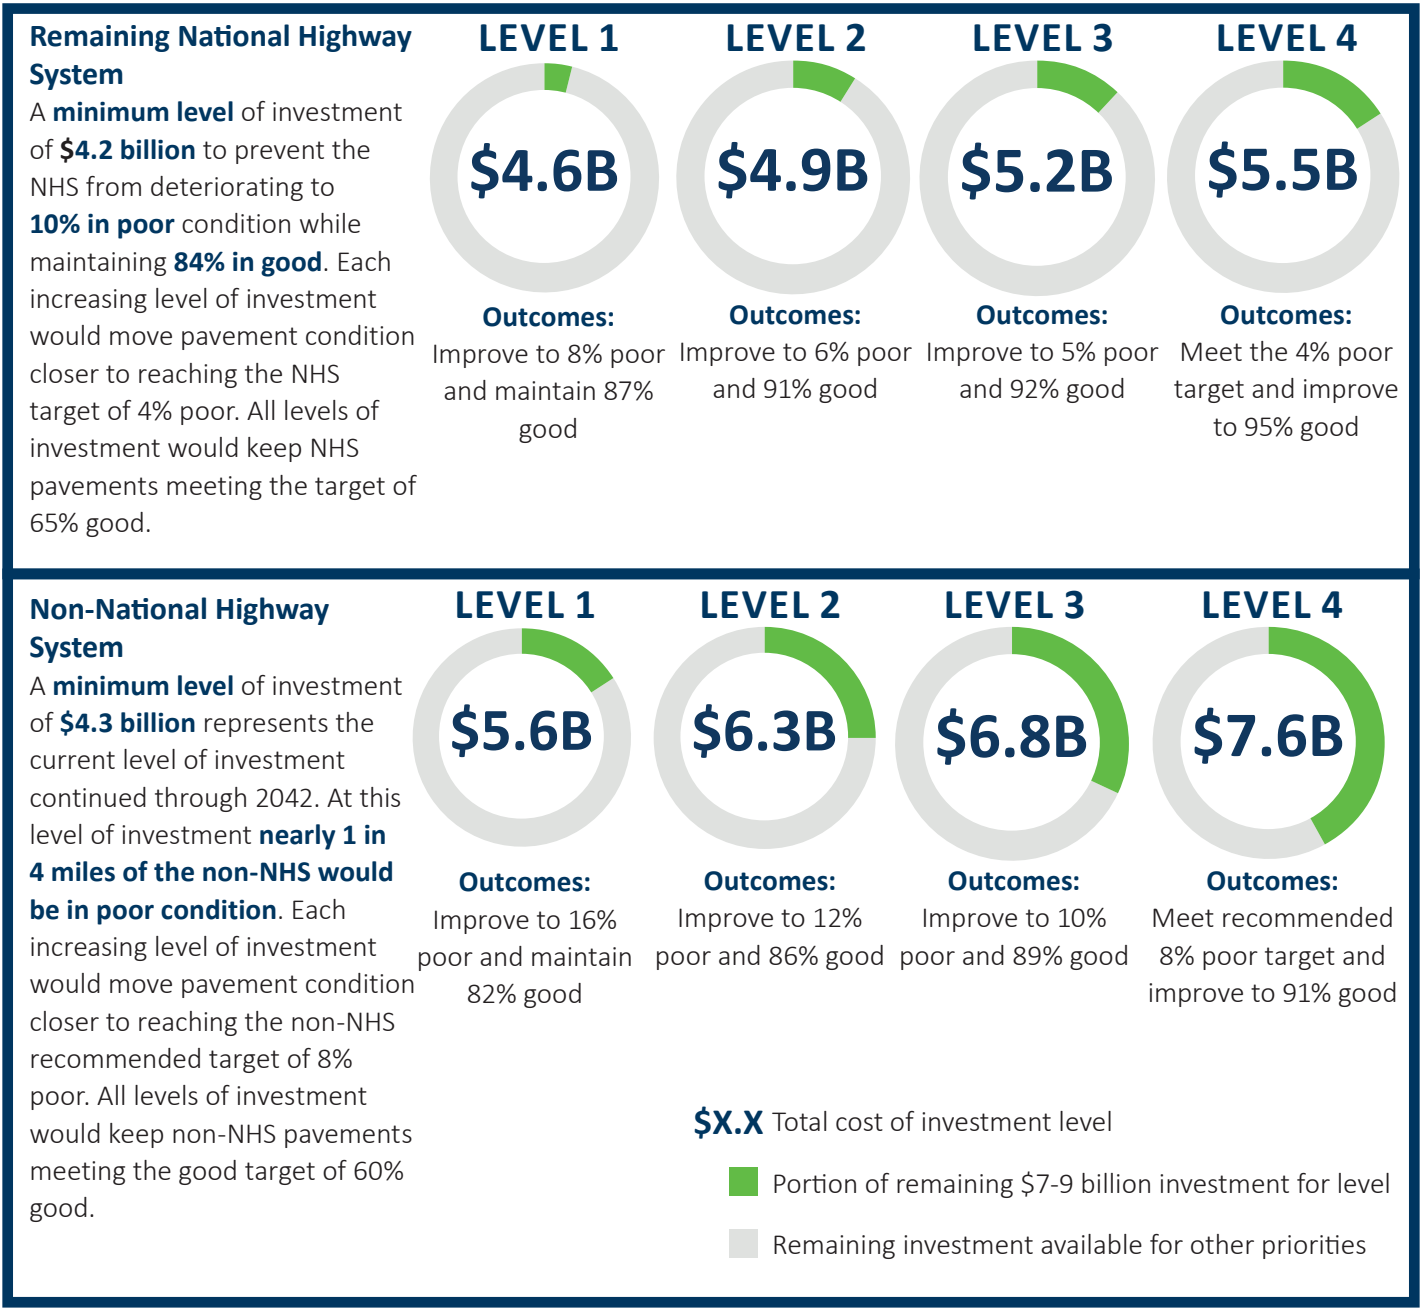 Remaining National Highway
System
A minimum level of investment
of $4.2 billion to prevent the
NHS from deteriorating to
10% in poor condition while
maintaining 84% in good. Each
increasing level of investment
would move pavement condition
closer to reaching the NHS
target of 4% poor. All levels of
investment would keep NHS
pavements meeting the target of
65% good.
LEVEL 1
$4.6B
Outcomes:
Improve to 8% poor
and maintain 87%
good
LEVEL 2
$4.9B
Outcomes:
Improve to 6% poor
and 91% good
LEVEL 3
$5.2B
Outcomes:
Improve to 5% poor
and 92% good
LEVEL 4
$5.5B
Outcomes:
Meet the 4% poor
target and improve
to 95% good
Non-National Highway
System
A minimum level of investment
of $4.3 billion represents the
current level of investment
continued through 2042. At this
level of investment nearly 1 in
4 miles of the non-NHS would
be in poor condition. Each
increasing level of investment
would move pavement condition
closer to reaching the non-NHS
recommended target of 8%
poor. All levels of investment
would keep non-NHS pavements
meeting the good target of 60%
good.
LEVEL 1
$5.6B
Outcomes:
Improve to 16%
poor and maintain
82% good
LEVEL 2
$6.3B
Outcomes:
Improve to 12%
poor and 86% good
LEVEL 3
$6.8B
Outcomes:
Improve to 10%
poor and 89% good
LEVEL 4
$7.6B
Outcomes:
Meet recommended
8% poor target and
improve to 91% good
$X.X Total cost of investment level
Portion of remaining $7-9 billion investment for level
Remaining investment available for other priorities